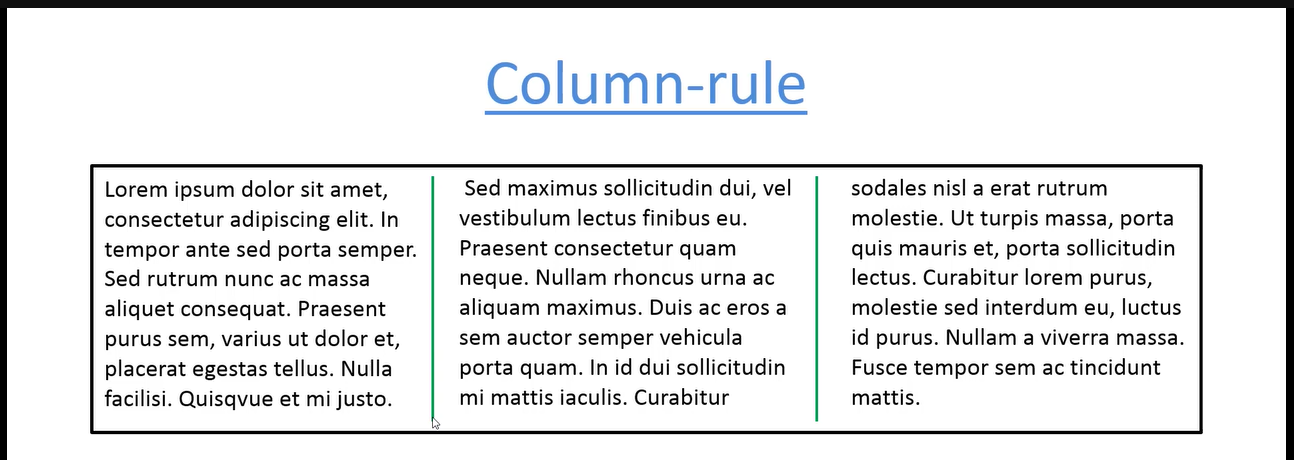 Column-rule
Lorem ipsum dolor sit amet,
consectetur adipiscing elit. In
tempor ante sed porta semper.
Sed rutrum nunc ac massa
aliquet consequat. Praesent
purus sem, varius ut dolor et,
placerat egestas tellus. Nulla
facilisi. Quisqvue et mi justo.
Sed maximus sollicitudin dui, vel
vestibulum lectus finibus eu.
Praesent consectetur quam
neque. Nullam rhoncus urna ac
aliquam maximus. Duis ac eros a
sem auctor semper vehicula
porta quam. In id dui sollicitudin
mi mattis iaculis. Curabitur
sodales nisl a erat rutrum
molestie. Ut turpis massa, porta
quis mauris et, porta sollicitudin
lectus. Curabitur lorem purus,
molestie sed interdum eu, luctus
id purus. Nullam a viverra massa.
Fusce tempor sem ac tincidunt
mattis.